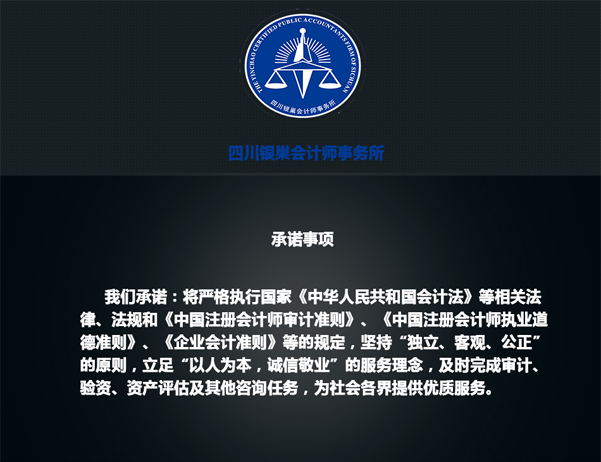 THE YINCHAO CERTIFIED PUBLIC ACCOUNTANTS FIRM OF SICHUAN
四川银巢会计师事务所
四川银巢会计师事务所
承诺事项
我们承诺：将严格执行国家《中华人民共和国会计法》等相关法
律、法规和《中国注册会计师审计准则》、《中国注册会计师执业道
德准则》、《企业会计准则》等的规定，坚持“独立、客观、公正”
的原则，立足“以人为本，诚信敬业”的服务理念，及时完成审计、
验资、资产评估及其他咨询任务，为社会各界提供优质服务。